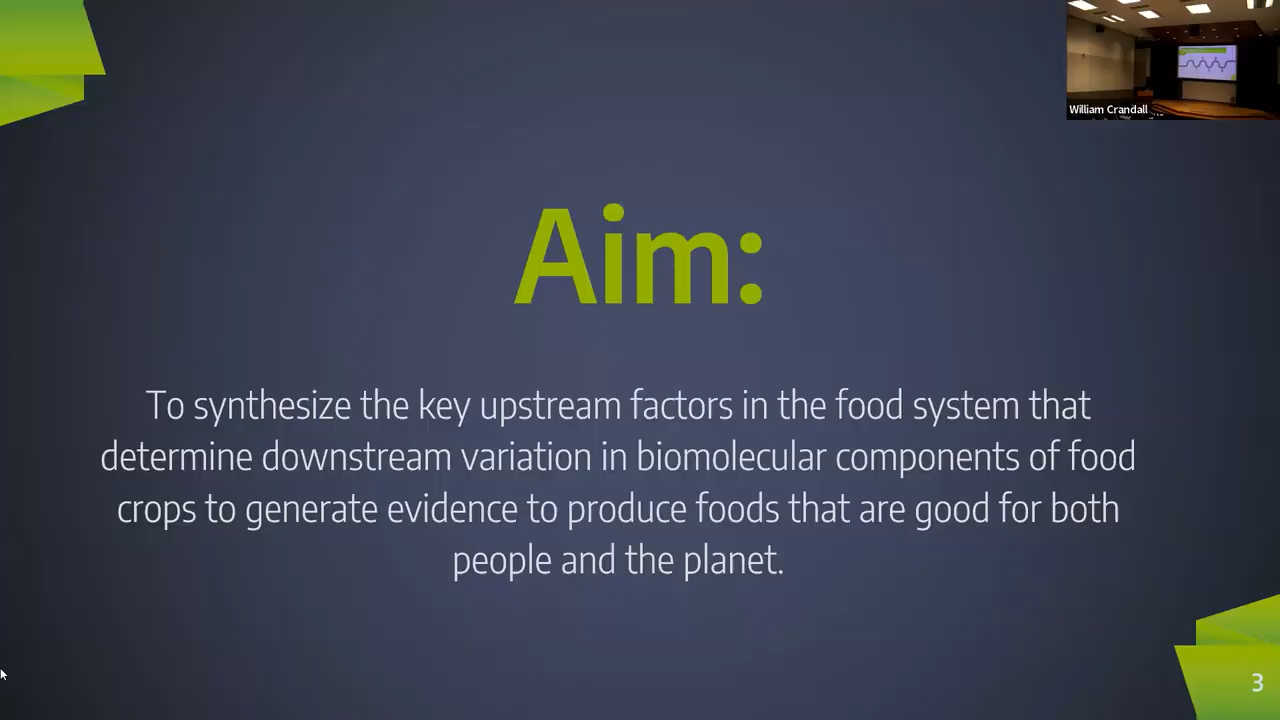 William Crandall
Aim:
To synthesize the key upstream factors in the food system that
determine downstream variation in biomolecular components of food
crops to generate evidence to produce foods that are good for both
people and the planet.
3